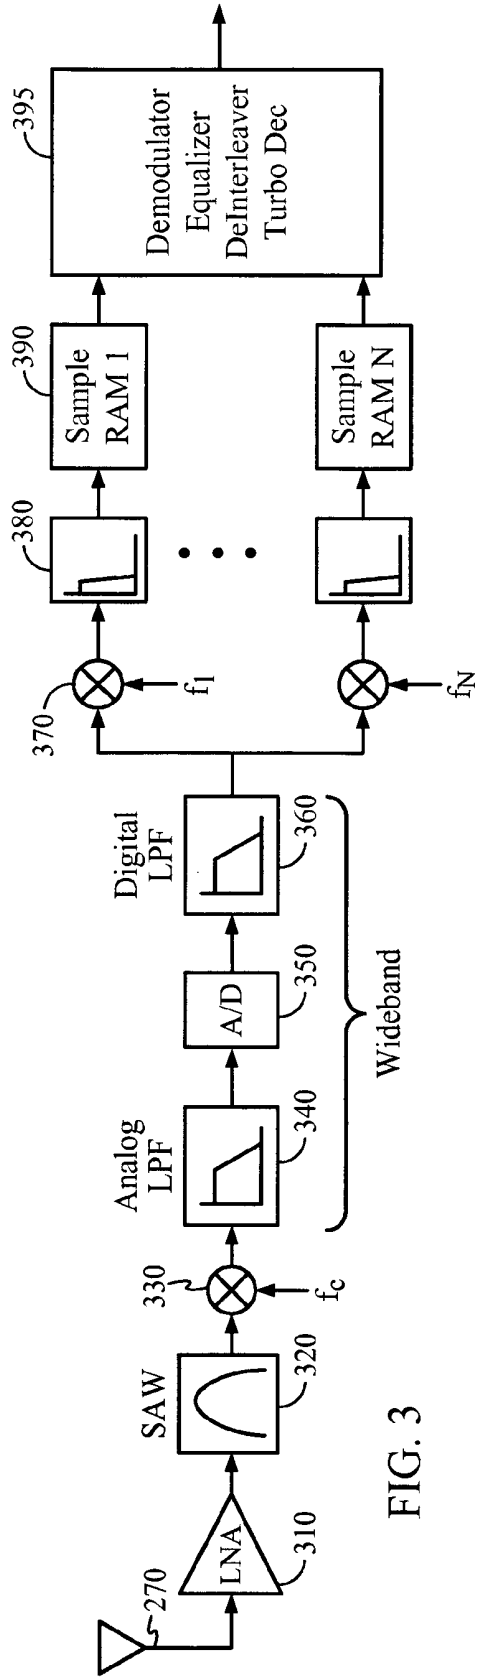 270
LNA
310
SAW
320
330
fc
Analog
LPF
340
A/D
350
Digital
LPF
360
Wideband
370
f1
fN
380
390
Sample
RAM 1
Sample
RAM N
395
Demodulator
Equalizer
DeInterleaver
Turbo Dec
FIG. 3